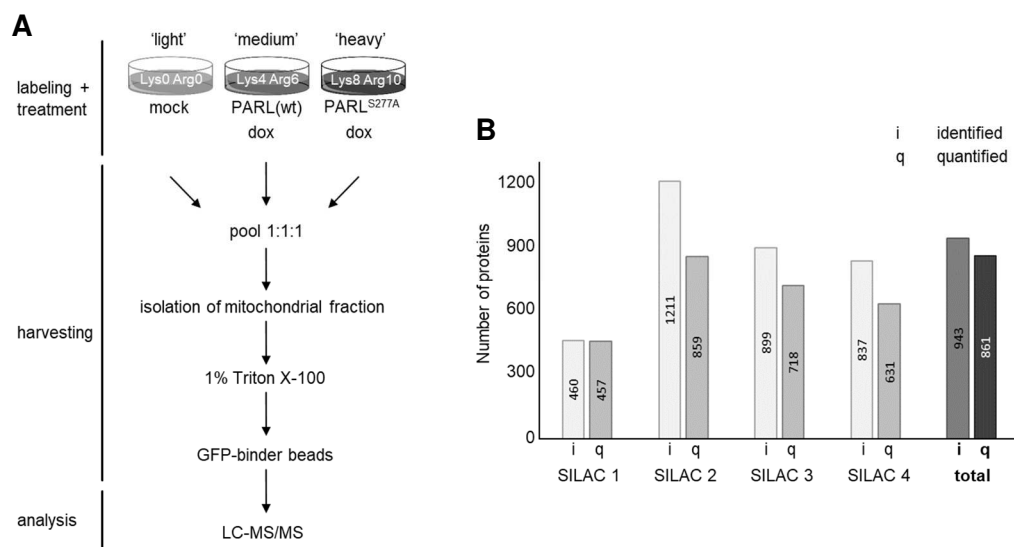 A
'light' 'medium' 'heavy'
labeling +
treatment
Lys0 Arg0 Lys4 Arg6 Lys8 Arg10
mock PARL(wt) PARL^S277A
dox dox
harvesting
pool 1:1:1
isolation of mitochondrial fraction
1% Triton X-100
GFP-binder beads
analysis
LC-MS/MS
B
i identified
q quantified
Number of proteins
1200
900
600
300
0
460 457 1211 859 899 718 837 631 943 861
i q i q i q i q i q
SILAC 1 SILAC 2 SILAC 3 SILAC 4 total